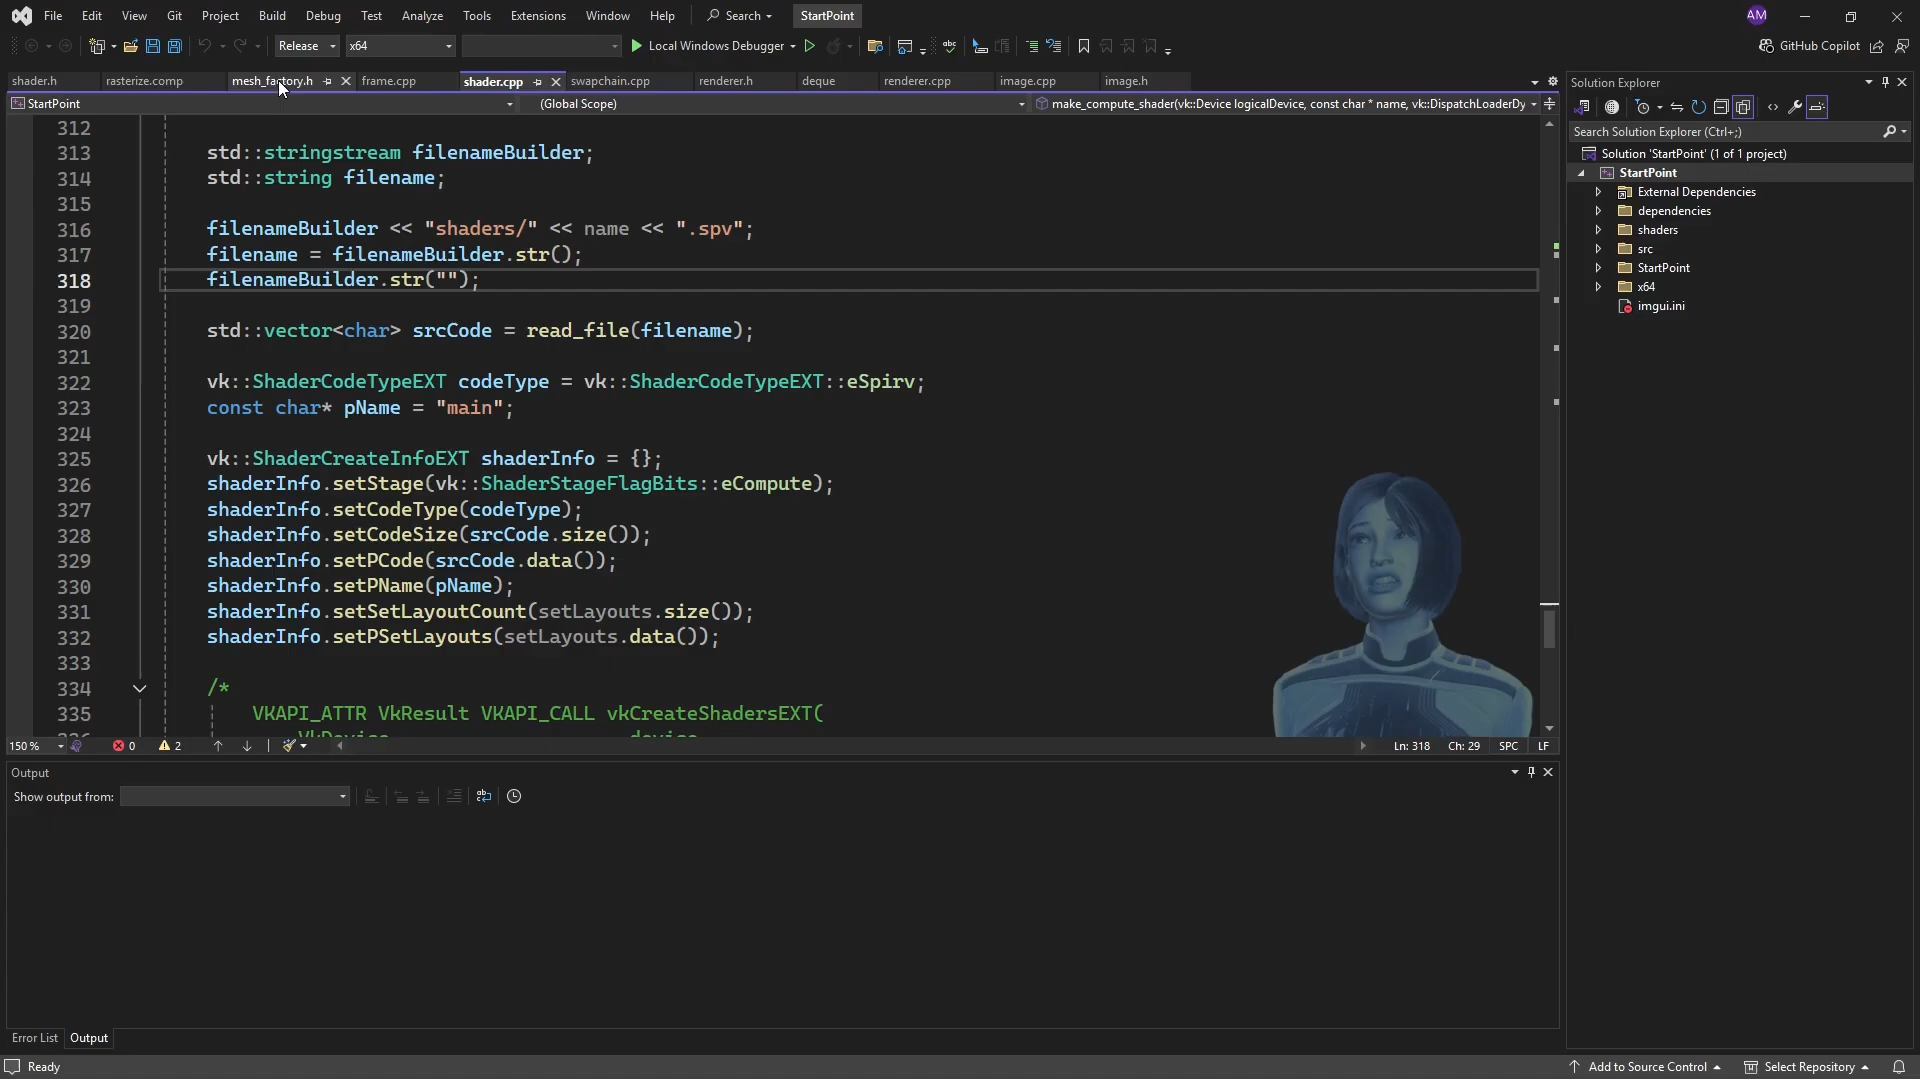 File Edit View Git Project Build Debug Test Analyze Tools Extensions Window Help Search StartPoint AM
Release x64 Local Windows Debugger GitHub Copilot
shader.h rasterize.comp mesh_factory.h frame.cpp shader.cpp swapchain.cpp renderer.h deque renderer.cpp image.cpp image.h
StartPoint (Global Scope) make_compute_shader(vk::Device logicalDevice, const char * name, vk::DispatchLoaderDy
312
313 std::stringstream filenameBuilder;
314 std::string filename;
315
316 filenameBuilder << "shaders/" << name << ".spv";
317 filename = filenameBuilder.str();
318 filenameBuilder.str("");
319
320 std::vector<char> srcCode = read_file(filename);
321
322 vk::ShaderCodeTypeEXT codeType = vk::ShaderCodeTypeEXT::eSpirv;
323 const char* pName = "main";
324
325 vk::ShaderCreateInfoEXT shaderInfo = {};
326 shaderInfo.setStage(vk::ShaderStageFlagBits::eCompute);
327 shaderInfo.setCodeType(codeType);
328 shaderInfo.setCodeSize(srcCode.size());
329 shaderInfo.setPCode(srcCode.data());
330 shaderInfo.setPName(pName);
331 shaderInfo.setSetLayoutCount(setLayouts.size());
332 shaderInfo.setPSetLayouts(setLayouts.data());
333
334 /*
335 VKAPI_ATTR VkResult VKAPI_CALL vkCreateShadersEXT(
150 % 0 2 Ln: 318 Ch: 29 SPC LF
Output
Show output from:
Error List Output
Solution Explorer
Search Solution Explorer (Ctrl+;)
Solution 'StartPoint' (1 of 1 project)
StartPoint
External Dependencies
dependencies
shaders
src
StartPoint
x64
imgui.ini
Ready Add to Source Control Select Repository